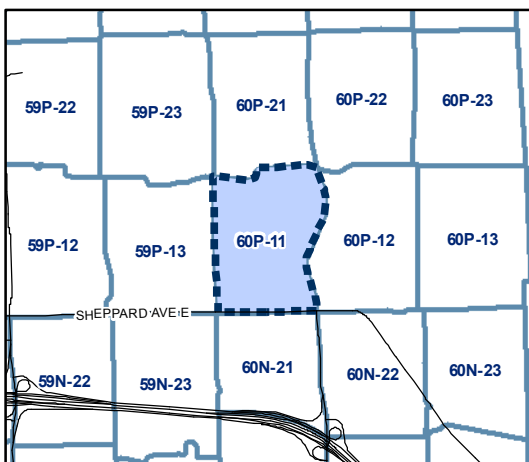 59P-22
59P-23
60P-21
60P-22
60P-23
59P-12
59P-13
60P-11
60P-12
60P-13
SHEPPARD AVE E
59N-22
59N-23
60N-21
60N-22
60N-23